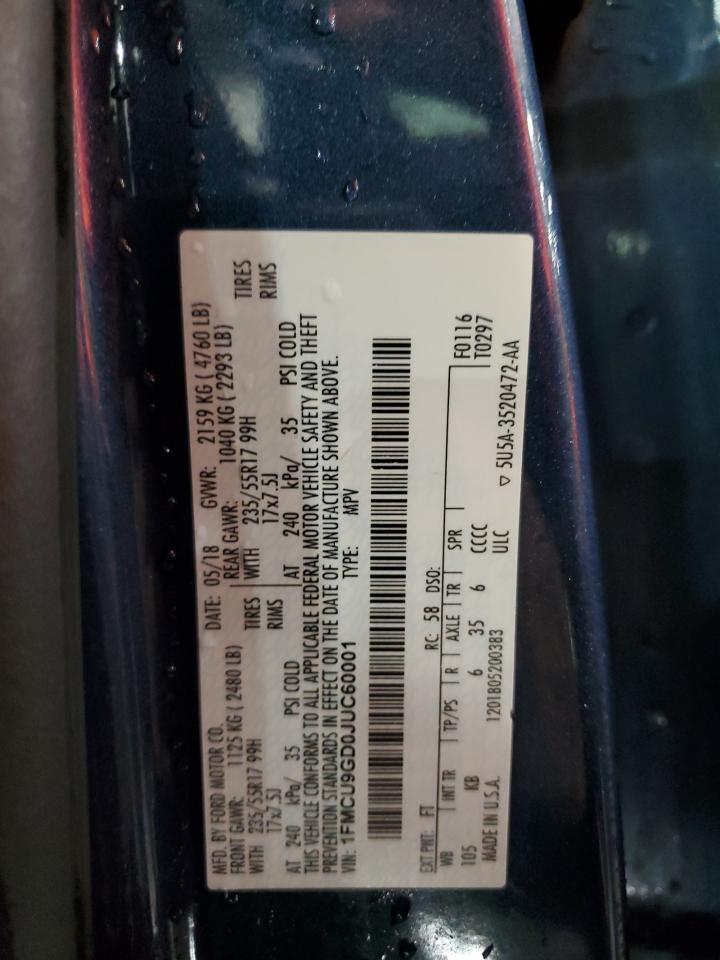 MFD. BY FORD MOTOR CO.
DATE: 05/18 GVWR: 2159 KG ( 4760 LB)
FRONT GAWR: 1125 KG ( 2480 LB) REAR GAWR: 1040 KG ( 2293 LB)
WITH 235/55R17 99H TIRES WITH 235/55R17 99H TIRES
17x7.5J RIMS 17x7.5J RIMS
AT 240 kPa/ 35 PSI COLD AT 240 kPa/ 35 PSI COLD
THIS VEHICLE CONFORMS TO ALL APPLICABLE FEDERAL MOTOR VEHICLE SAFETY AND THEFT
PREVENTION STANDARDS IN EFFECT ON THE DATE OF MANUFACTURE SHOWN ABOVE.
VIN: 1FMCU9GD0JUC60001 TYPE: MPV
EXT PNT: FT RC: 58 DSO:
WB INT TR TP/PS R AXLE TR SPR F0116
105 KB 6 35 6 CCCC T0297
MADE IN U.S.A. 1201805200383 ULC
▽ 5U5A-3520472-AA